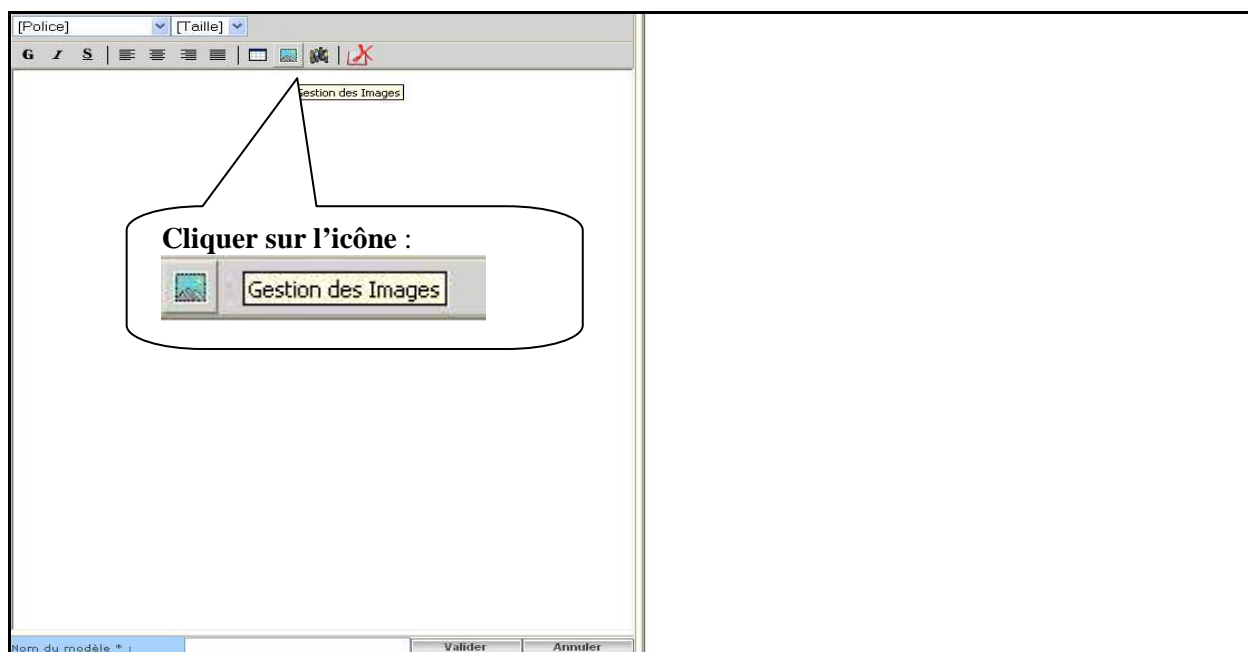 [Police] [Taille]
G I S
Gestion des Images
Cliquer sur l’icône :
Gestion des Images
Nom du modèle * : Valider Annuler